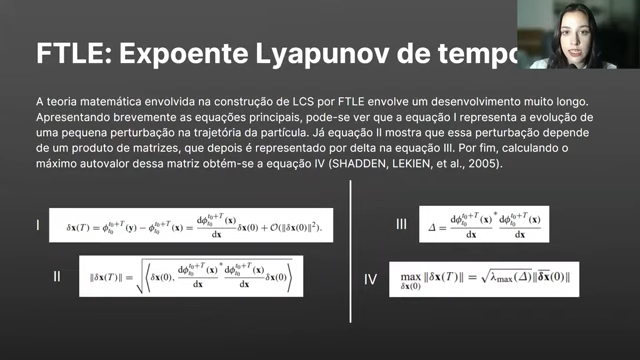 FTLE: Expoente Lyapunov de tempo
A teoria matemática envolvida na construção de LCS por FTLE envolve um desenvolvimento muito longo.
Apresentando brevemente as equações principais, pode-se ver que a equação I representa a evolução de
uma pequena perturbação na trajetória da partícula. Já equação II mostra que essa perturbação depende
de um produto de matrizes, que depois é representado por delta na equação III. Por fim, calculando o
máximo autovalor dessa matriz obtém-se a equação IV (SHADDEN, LEKIEN, et al., 2005).
I δx(T) = ϕ_{t₀}^{t₀+T}(y) − ϕ_{t₀}^{t₀+T}(x) = dϕ_{t₀}^{t₀+T}(x)/dx δx(0) + O(‖δx(0)‖²).
II ‖δx(T)‖ = √⟨δx(0), dϕ_{t₀}^{t₀+T}(x)/dx * dϕ_{t₀}^{t₀+T}(x)/dx δx(0)⟩
III Δ = dϕ_{t₀}^{t₀+T}(x)/dx * dϕ_{t₀}^{t₀+T}(x)/dx
IV max_{δx(0)} ‖δx(T)‖ = √λ_max(Δ) ‖δx̅(0)‖